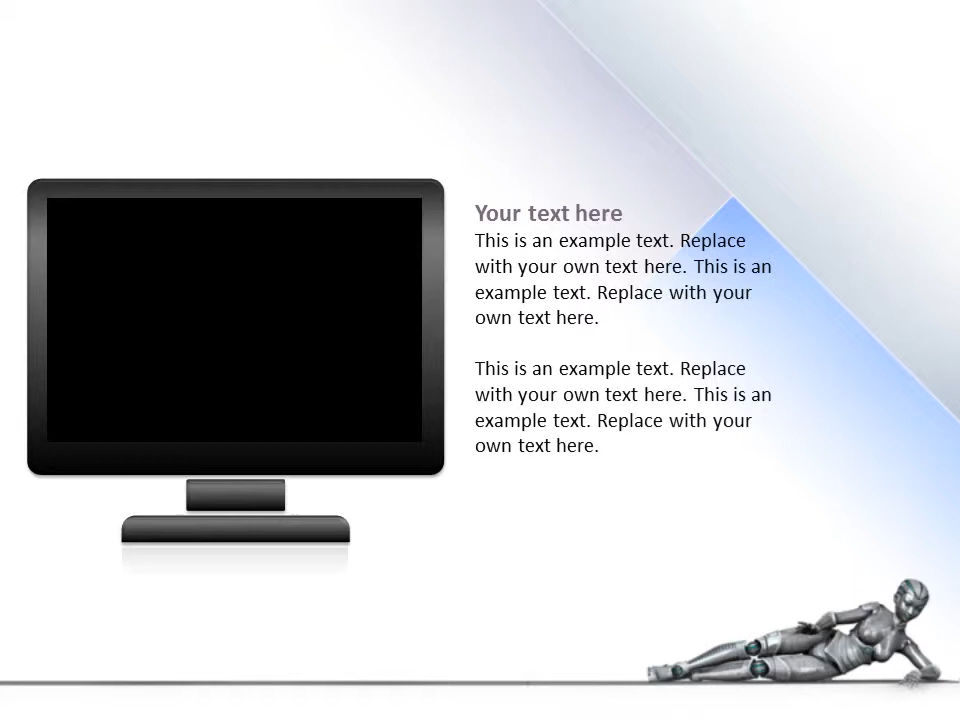 Your text here
This is an example text. Replace
with your own text here. This is an
example text. Replace with your
own text here.
This is an example text. Replace
with your own text here. This is an
example text. Replace with your
own text here.